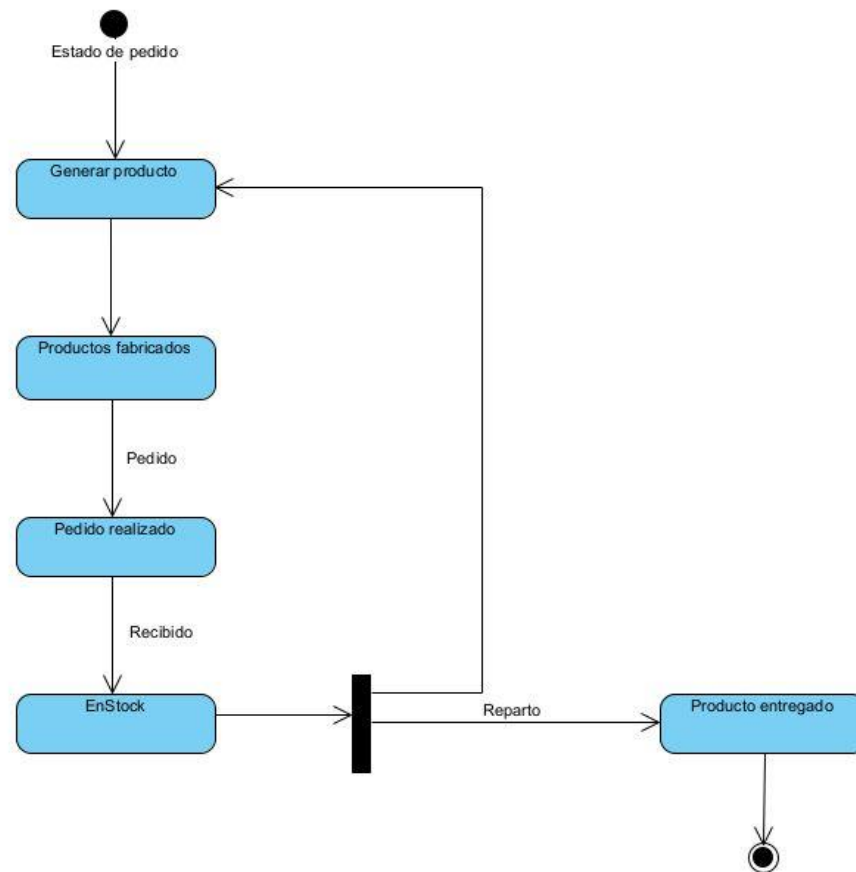 Estado de pedido
Generar producto
Productos fabricados
Pedido
Pedido realizado
Recibido
EnStock
Reparto
Producto entregado